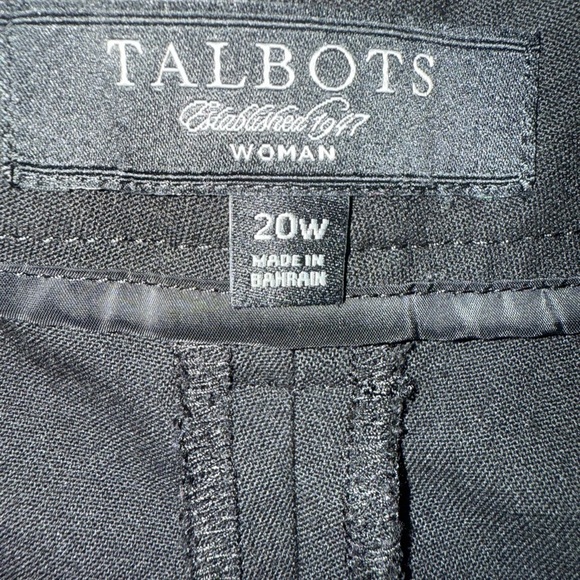 TALBOTS
Established 1947
WOMAN
20W
MADE IN
BAHRAIN